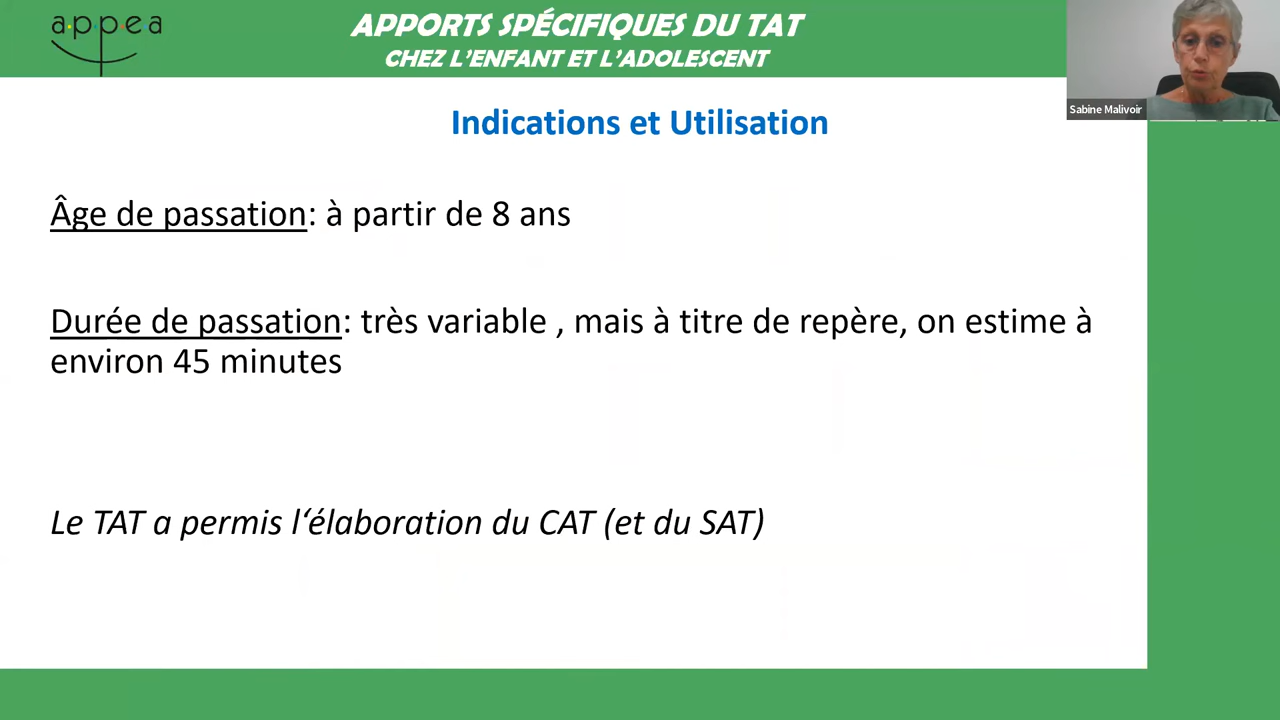 appea
APPORTS SPÉCIFIQUES DU TAT
CHEZ L'ENFANT ET L'ADOLESCENT
Sabine Malivoir
Indications et Utilisation
Âge de passation: à partir de 8 ans
Durée de passation: très variable , mais à titre de repère, on estime à
environ 45 minutes
Le TAT a permis l‘élaboration du CAT (et du SAT)